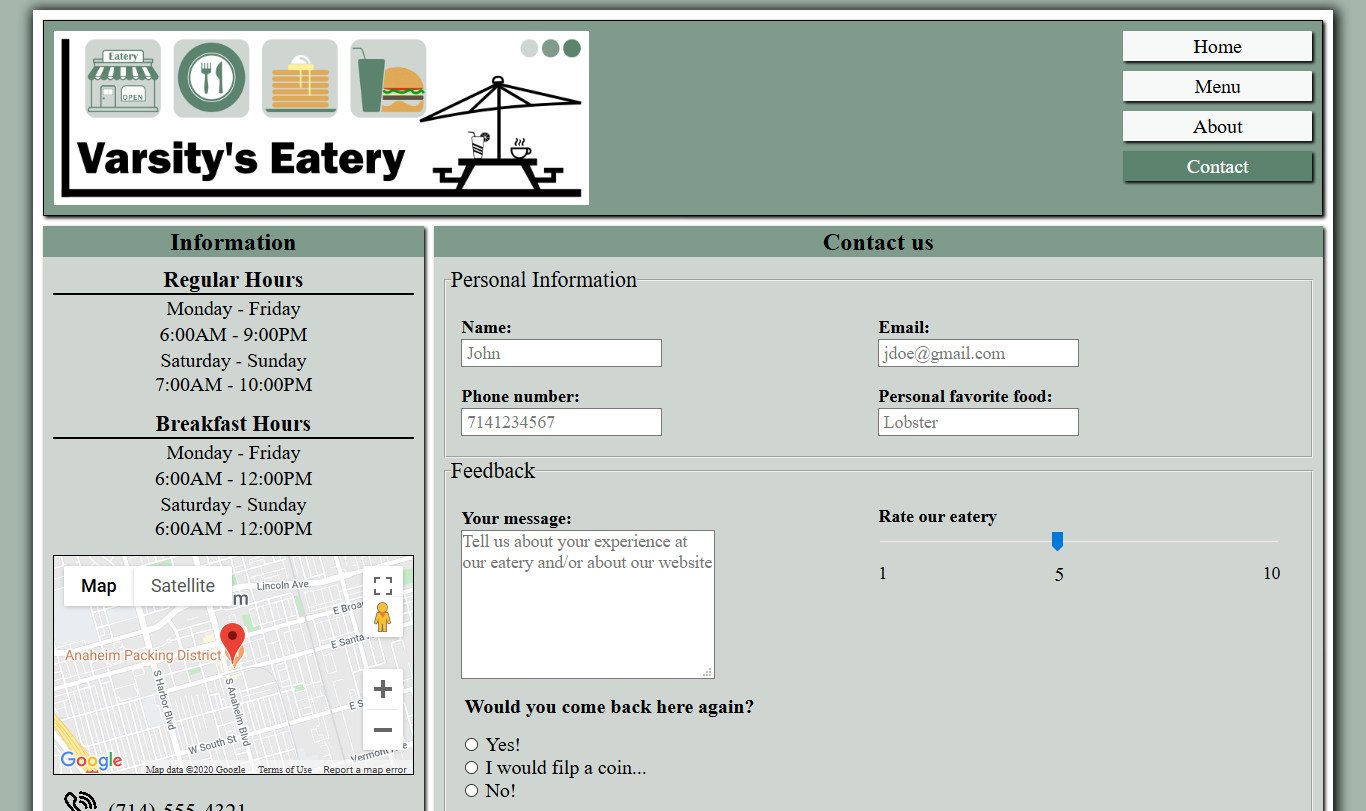 Eatery
OPEN
Varsity's Eatery
Home
Menu
About
Contact
Information
Regular Hours
Monday - Friday
6:00AM - 9:00PM
Saturday - Sunday
7:00AM - 10:00PM
Breakfast Hours
Monday - Friday
6:00AM - 12:00PM
Saturday - Sunday
6:00AM - 12:00PM
Map
Satellite
Lincoln Ave
m
E Broa
E Santa A
Anaheim Packing District
S Harbor Blvd
S Anaheim Blvd
E S
W South St
Vermont Ave
Google
Map data ©2020 Google
Terms of Use
Report a map error
(714) 555-4321
Contact us
Personal Information
Name:
John
Email:
jdoe@gmail.com
Phone number:
7141234567
Personal favorite food:
Lobster
Feedback
Your message:
Tell us about your experience at
our eatery and/or about our website
Rate our eatery
1
5
10
Would you come back here again?
Yes!
I would filp a coin...
No!